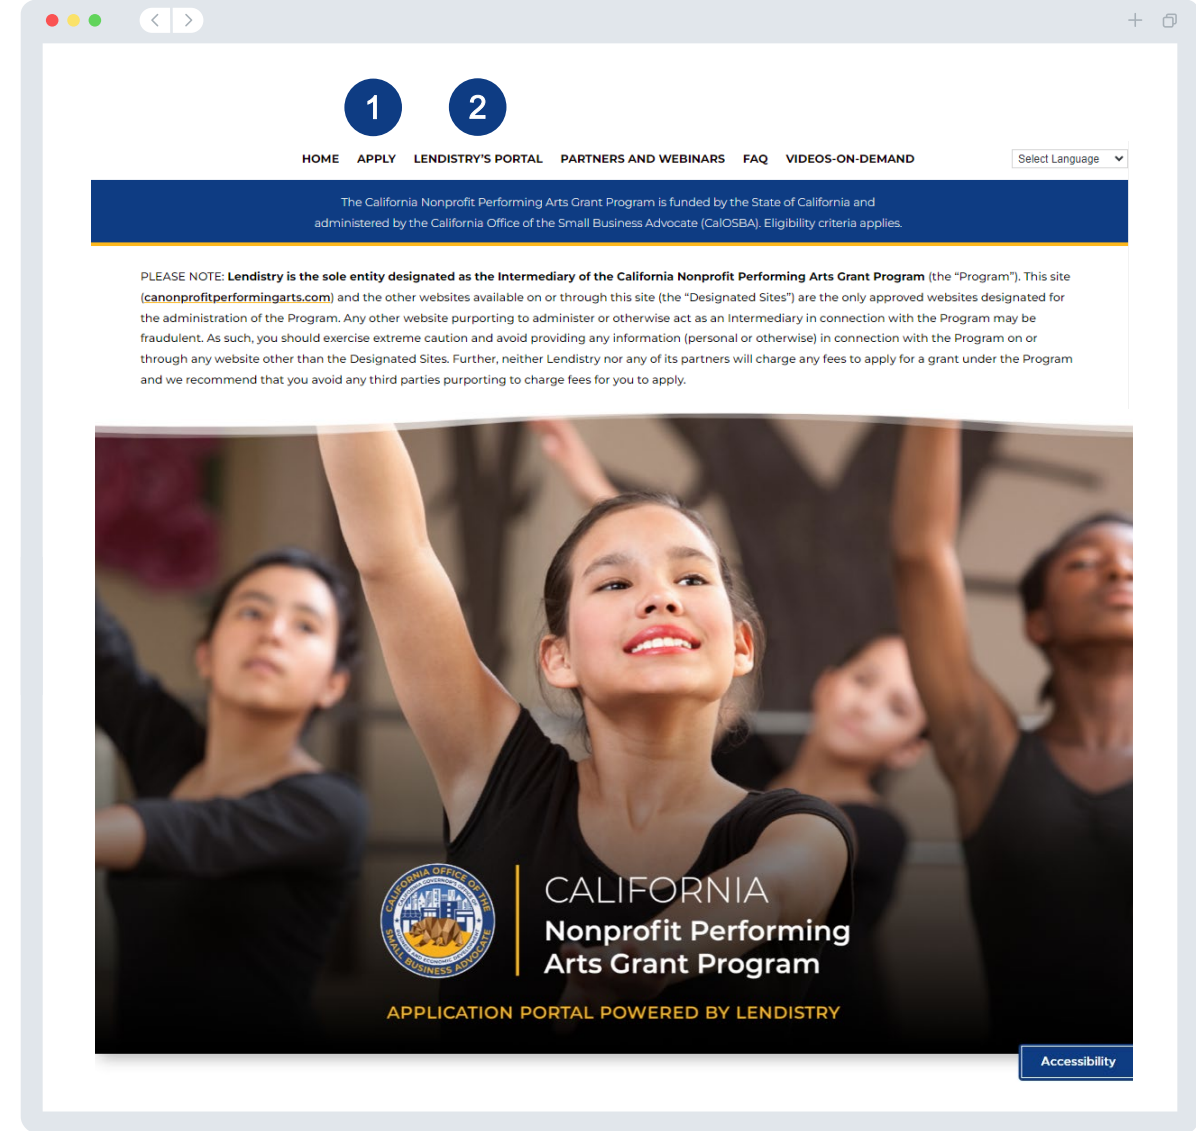 1 2
HOME APPLY LENDISTRY'S PORTAL PARTNERS AND WEBINARS FAQ VIDEOS-ON-DEMAND Select Language
The California Nonprofit Performing Arts Grant Program is funded by the State of California and
administered by the California Office of the Small Business Advocate (CalOSBA). Eligibility criteria applies.
PLEASE NOTE: Lendistry is the sole entity designated as the Intermediary of the California Nonprofit Performing Arts Grant Program (the “Program”). This site
(canonprofitperformingarts.com) and the other websites available on or through this site (the “Designated Sites”) are the only approved websites designated for
the administration of the Program. Any other website purporting to administer or otherwise act as an Intermediary in connection with the Program may be
fraudulent. As such, you should exercise extreme caution and avoid providing any information (personal or otherwise) in connection with the Program on or
through any website other than the Designated Sites. Further, neither Lendistry nor any of its partners will charge any fees to apply for a grant under the Program
and we recommend that you avoid any third parties purporting to charge fees for you to apply.
CALIFORNIA OFFICE OF THE
SMALL BUSINESS ADVOCATE
CALIFORNIA
Nonprofit Performing
Arts Grant Program
APPLICATION PORTAL POWERED BY LENDISTRY
Accessibility